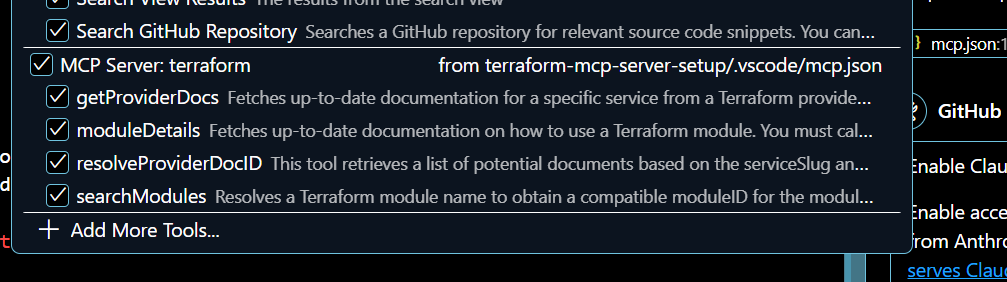 Search View Results The results from the search view
Search GitHub Repository Searches a GitHub repository for relevant source code snippets. You can...
MCP Server: terraform from terraform-mcp-server-setup/.vscode/mcp.json
getProviderDocs Fetches up-to-date documentation for a specific service from a Terraform provide...
moduleDetails Fetches up-to-date documentation on how to use a Terraform module. You must cal...
resolveProviderDocID This tool retrieves a list of potential documents based on the serviceSlug an...
searchModules Resolves a Terraform module name to obtain a compatible moduleID for the modul...
+ Add More Tools...
} mcp.json:1
GitHub
Enable Clau
Enable acce
from Anthro
serves Clau
o
d
t